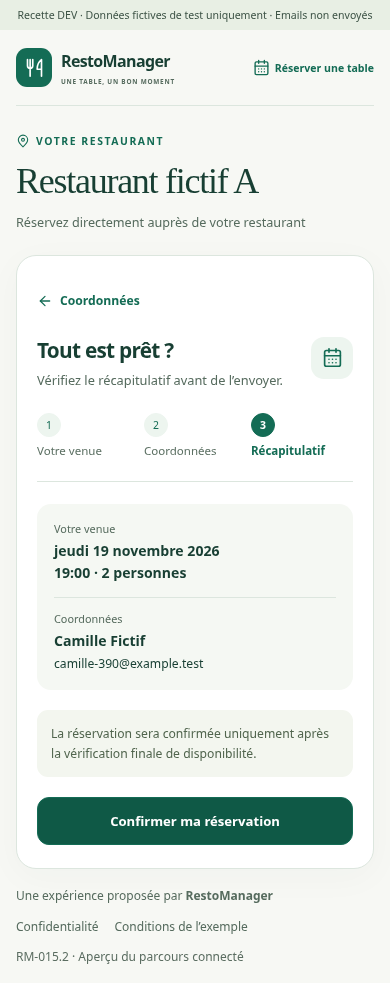 Recette DEV · Données fictives de test uniquement · Emails non envoyés
RestoManager
UNE TABLE, UN BON MOMENT
Réserver une table
VOTRE RESTAURANT
Restaurant fictif A
Réservez directement auprès de votre restaurant
Coordonnées
Tout est prêt ?
Vérifiez le récapitulatif avant de l’envoyer.
1 2 3
Votre venue Coordonnées Récapitulatif
Votre venue
jeudi 19 novembre 2026
19:00 · 2 personnes
Coordonnées
Camille Fictif
camille-390@example.test
La réservation sera confirmée uniquement après
la vérification finale de disponibilité.
Confirmer ma réservation
Une expérience proposée par RestoManager
Confidentialité Conditions de l’exemple
RM-015.2 · Aperçu du parcours connecté